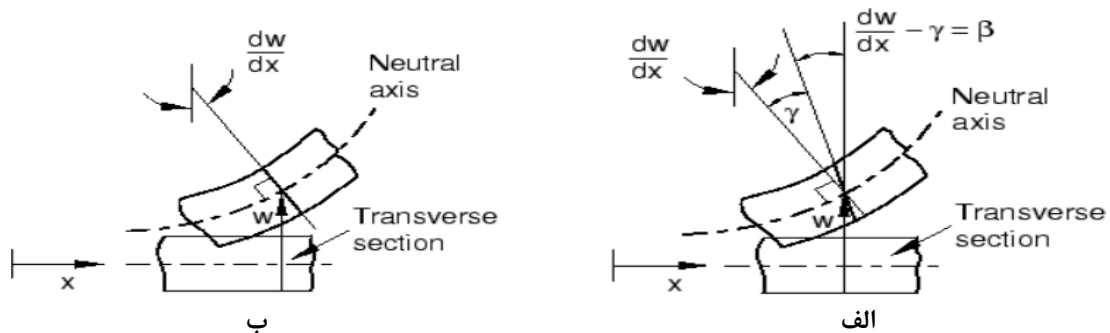 dw
dx
Neutral
axis
w
Transverse
section
x
ب
dw
dx
dw
dx − γ = β
γ
Neutral
axis
w
Transverse
section
x
الف